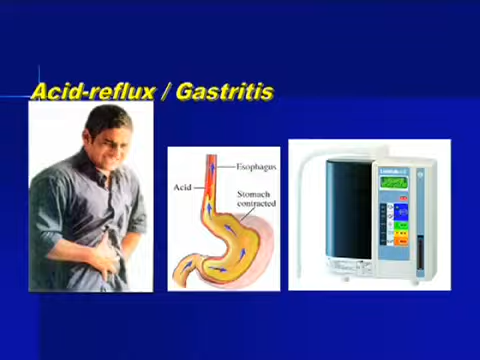 Acid-reflux / Gastritis
Esophagus
Acid
Stomach
contracted